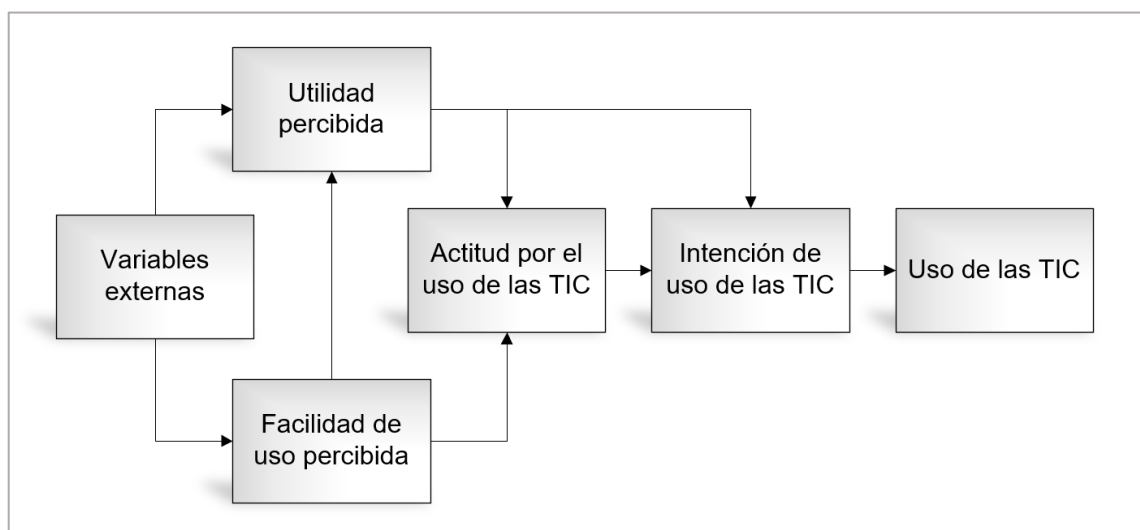 Utilidad
percibida
Variables
externas
Actitud por el
uso de las TIC
Intención de
uso de las TIC
Uso de las TIC
Facilidad de
uso percibida